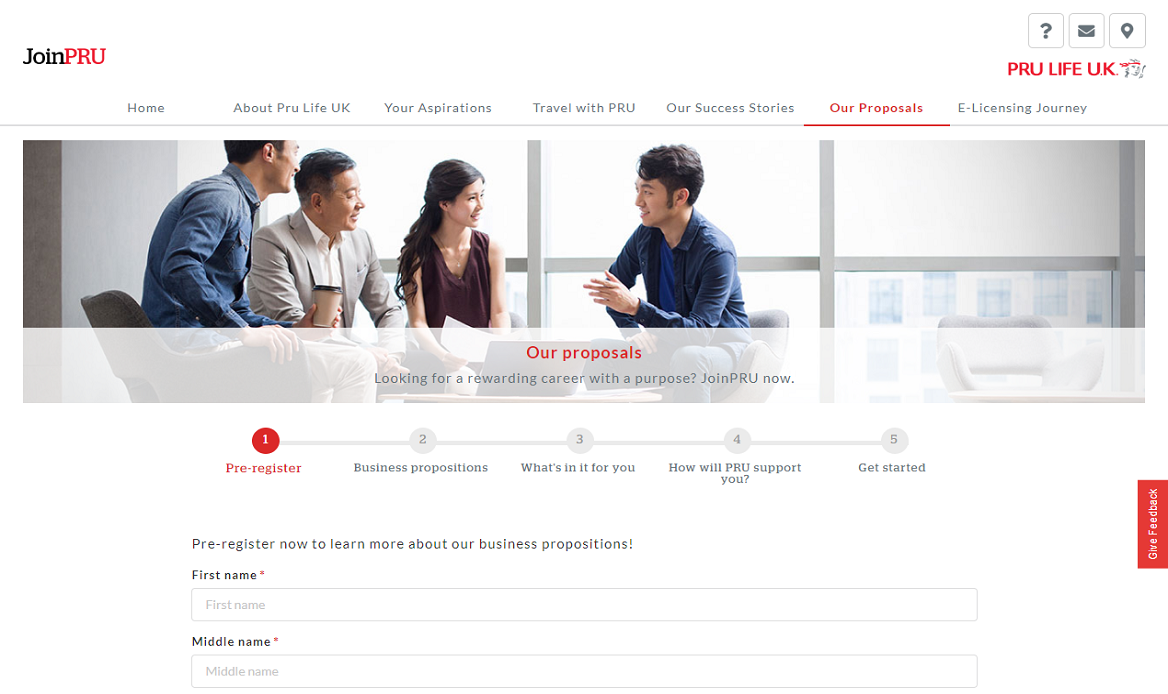 ?
JoinPRU
PRU LIFE U.K.
Home
About Pru Life UK
Your Aspirations
Travel with PRU
Our Success Stories
Our Proposals
E-Licensing Journey
Our proposals
Looking for a rewarding career with a purpose? JoinPRU now.
1
Pre-register
2
Business propositions
3
What's in it for you
4
How will PRU support
you?
5
Get started
Give Feedback
Pre-register now to learn more about our business propositions!
First name *
First name
Middle name *
Middle name